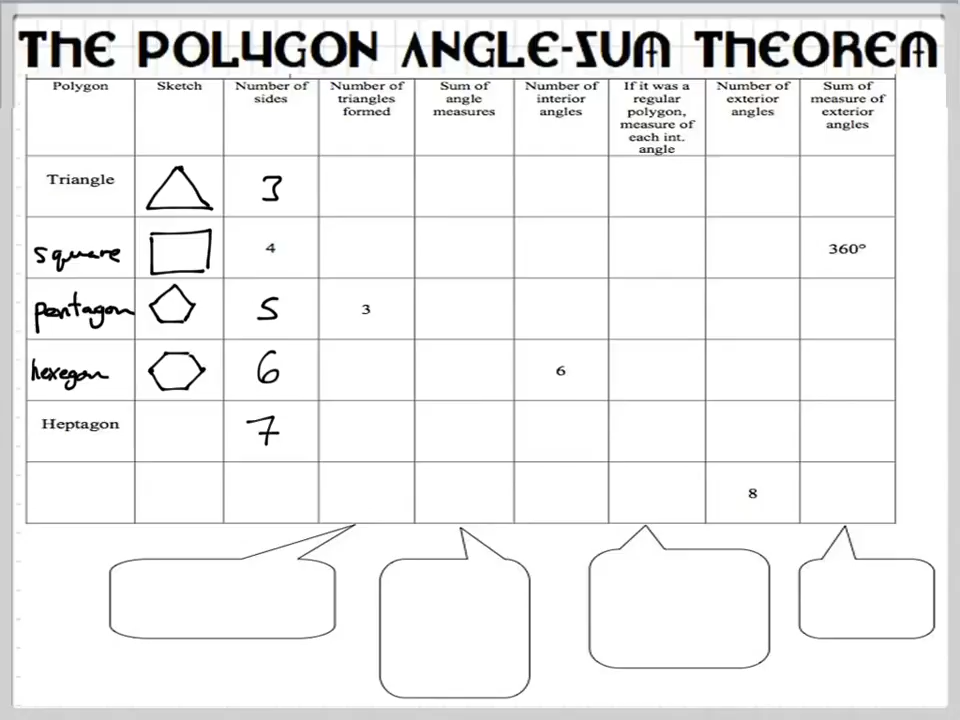 THE POLYGON ANGLE-SUM THEOREM
Polygon
Sketch
Number of
sides
Number of
triangles
formed
Sum of
angle
measures
Number of
interior
angles
If it was a
regular
polygon,
measure of
each int.
angle
Number of
exterior
angles
Sum of
measure of
exterior
angles
Triangle
3
square
4
360°
pentagon
5
3
hexegon
6
6
Heptagon
7
8